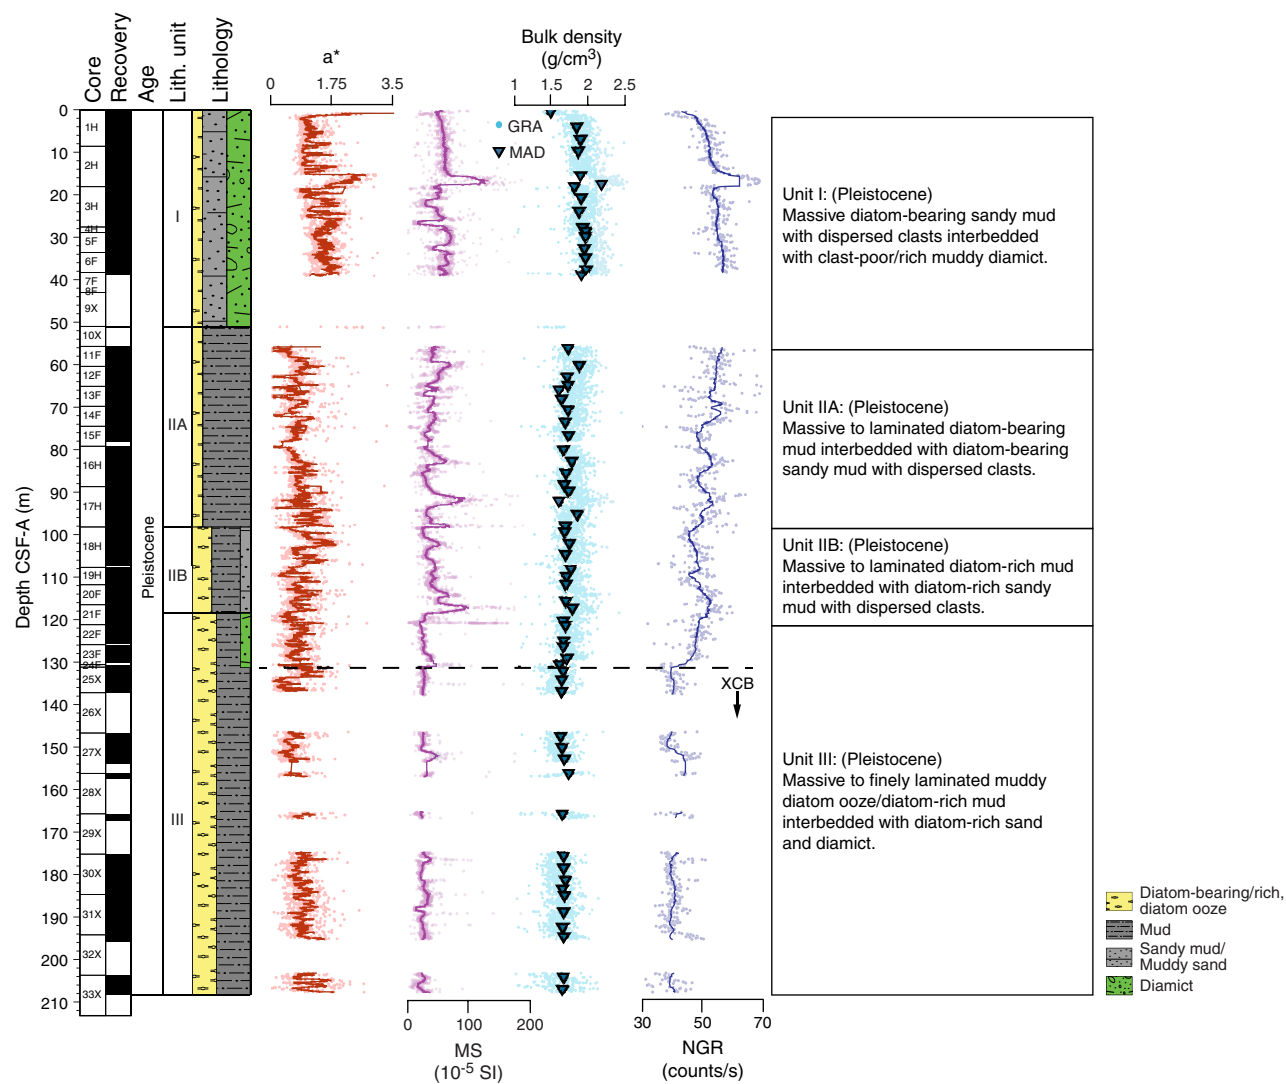 Core
Recovery
Age
Lith. unit
Lithology
a*
0 1.75 3.5
Bulk density
(g/cm3)
1 1.5 2 2.5
GRA
MAD
Depth CSF-A (m)
0
10
20
30
40
50
60
70
80
90
100
110
120
130
140
150
160
170
180
190
200
210
1H
2H
3H
4H
5F
6F
7F
8F
9X
10X
11F
12F
13F
14F
15F
16H
17H
18H
19H
20F
21F
22F
23F
24F
25X
26X
27X
28X
29X
30X
31X
32X
33X
Pleistocene
I
IIA
IIB
III
XCB
0 100 200
MS
(10-5 SI)
30 50 70
NGR
(counts/s)
Unit I: (Pleistocene)
Massive diatom-bearing sandy mud
with dispersed clasts interbedded
with clast-poor/rich muddy diamict.
Unit IIA: (Pleistocene)
Massive to laminated diatom-bearing
mud interbedded with diatom-bearing
sandy mud with dispersed clasts.
Unit IIB: (Pleistocene)
Massive to laminated diatom-rich mud
interbedded with diatom-rich sandy
mud with dispersed clasts.
Unit III: (Pleistocene)
Massive to finely laminated muddy
diatom ooze/diatom-rich mud
interbedded with diatom-rich sand
and diamict.
Diatom-bearing/rich,
diatom ooze
Mud
Sandy mud/
Muddy sand
Diamict